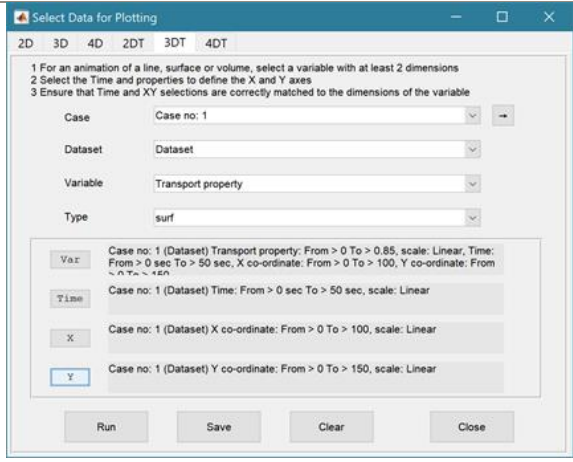 Select Data for Plotting
2D 3D 4D 2DT 3DT 4DT
1 For an animation of a line, surface or volume, select a variable with at least 2 dimensions
2 Select the Time and properties to define the X and Y axes
3 Ensure that Time and XY selections are correctly matched to the dimensions of the variable
Case Case no: 1
Dataset Dataset
Variable Transport property
Type surf
Var Case no: 1 (Dataset) Transport property: From > 0 To > 0.85, scale: Linear, Time:
From > 0 sec To > 50 sec, X co-ordinate: From > 0 To > 100, Y co-ordinate: From
> 0 To > 150
Time Case no: 1 (Dataset) Time: From > 0 sec To > 50 sec, scale: Linear
X Case no: 1 (Dataset) X co-ordinate: From > 0 To > 100, scale: Linear
Y Case no: 1 (Dataset) Y co-ordinate: From > 0 To > 150, scale: Linear
Run Save Clear Close